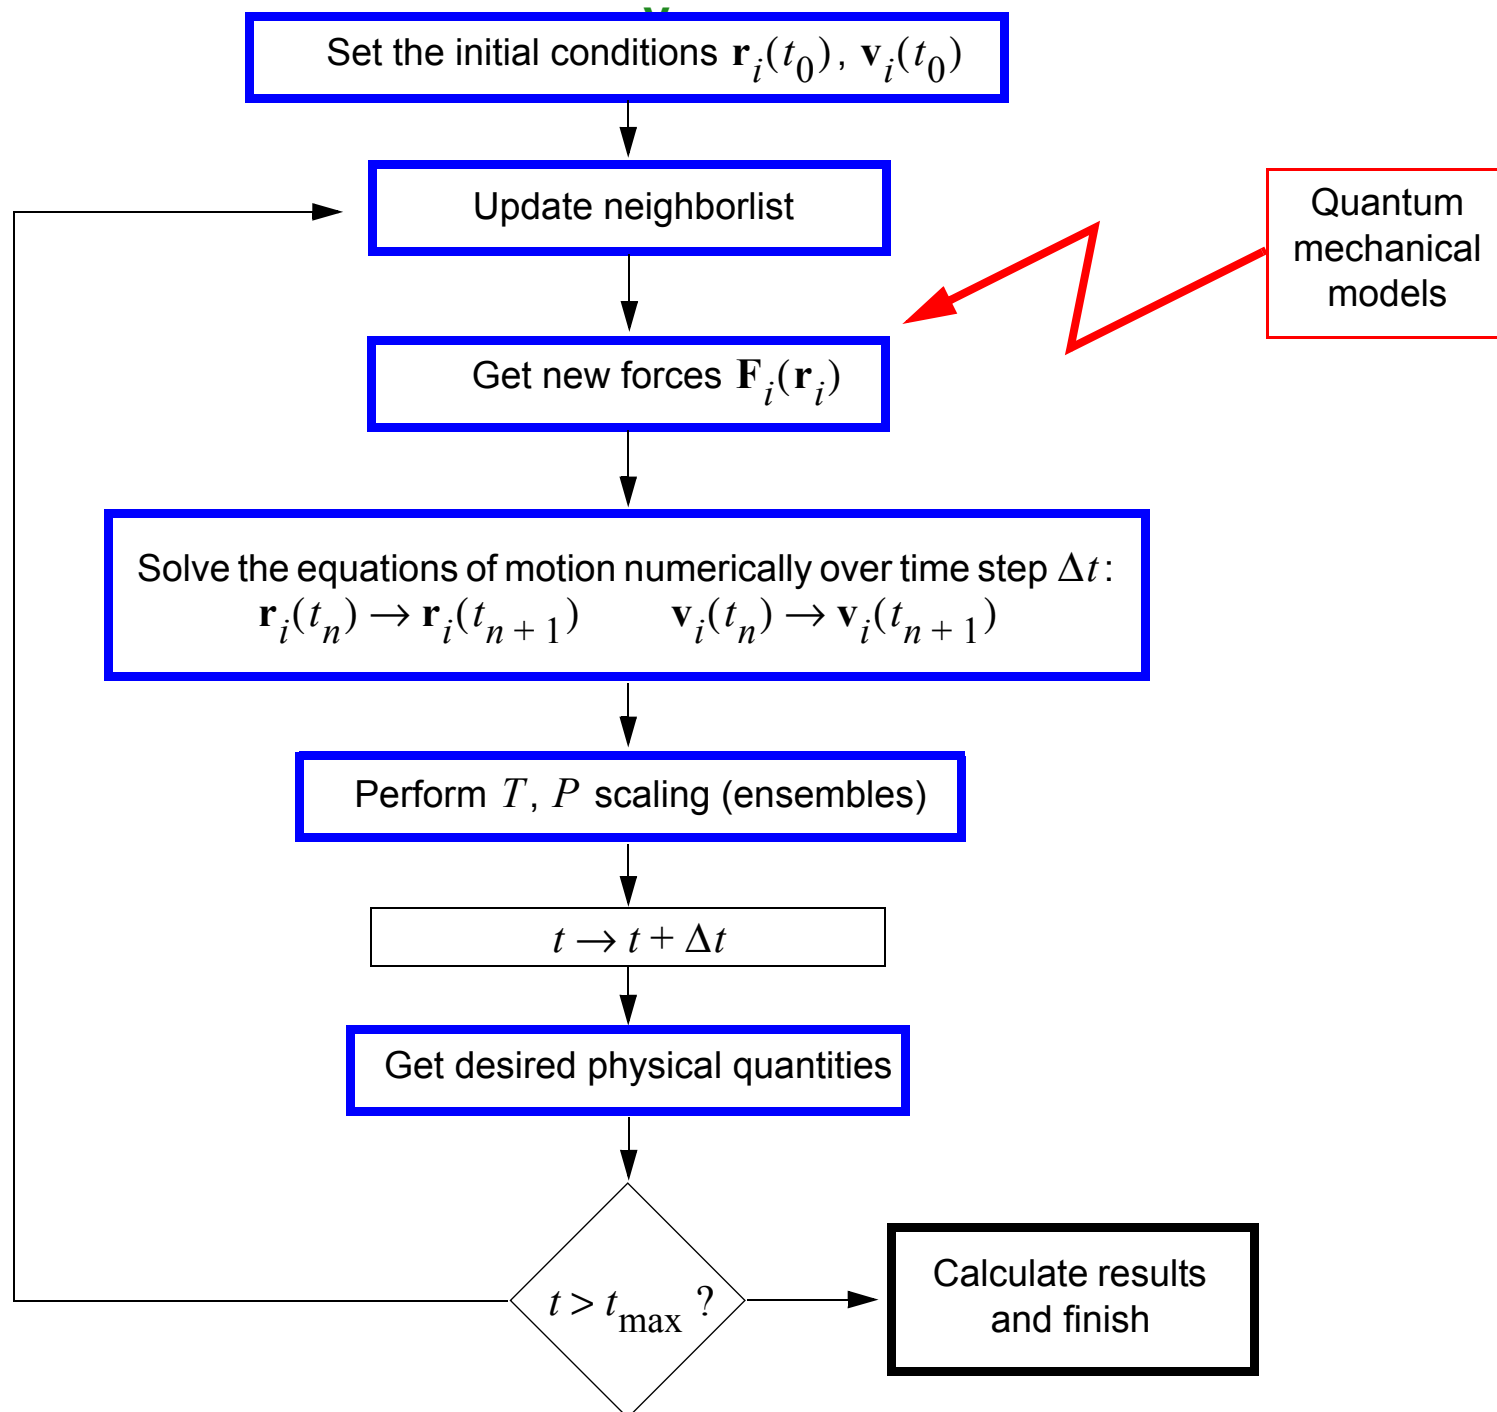 Set the initial conditions r_i(t_0), v_i(t_0)
Update neighborlist
Quantum
mechanical
models
Get new forces F_i(r_i)
Solve the equations of motion numerically over time step Δt:
r_i(t_n) → r_i(t_{n + 1}) v_i(t_n) → v_i(t_{n + 1})
Perform T, P scaling (ensembles)
t → t + Δt
Get desired physical quantities
t > t_max ?
Calculate results
and finish